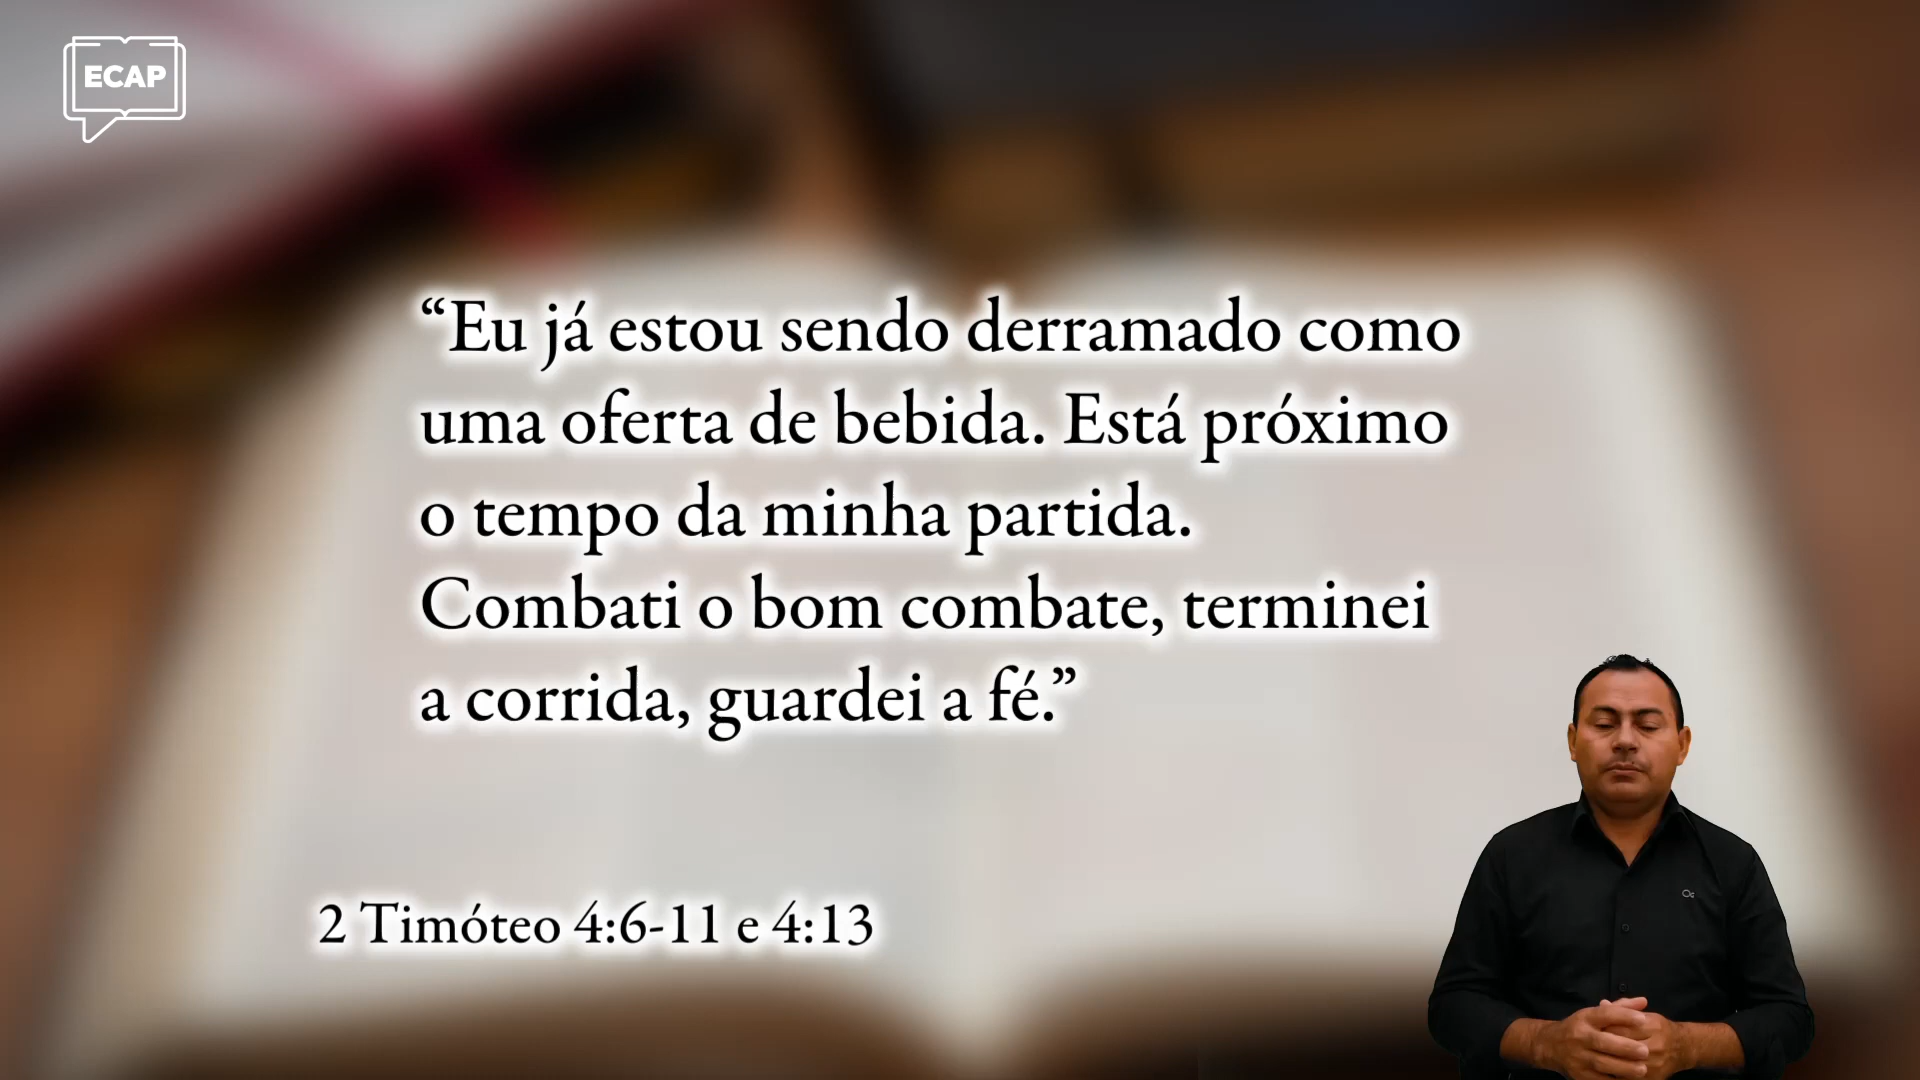 ECAP
“Eu já estou sendo derramado como
uma oferta de bebida. Está próximo
o tempo da minha partida.
Combati o bom combate, terminei
a corrida, guardei a fé.”
2 Timóteo 4:6-11 e 4:13